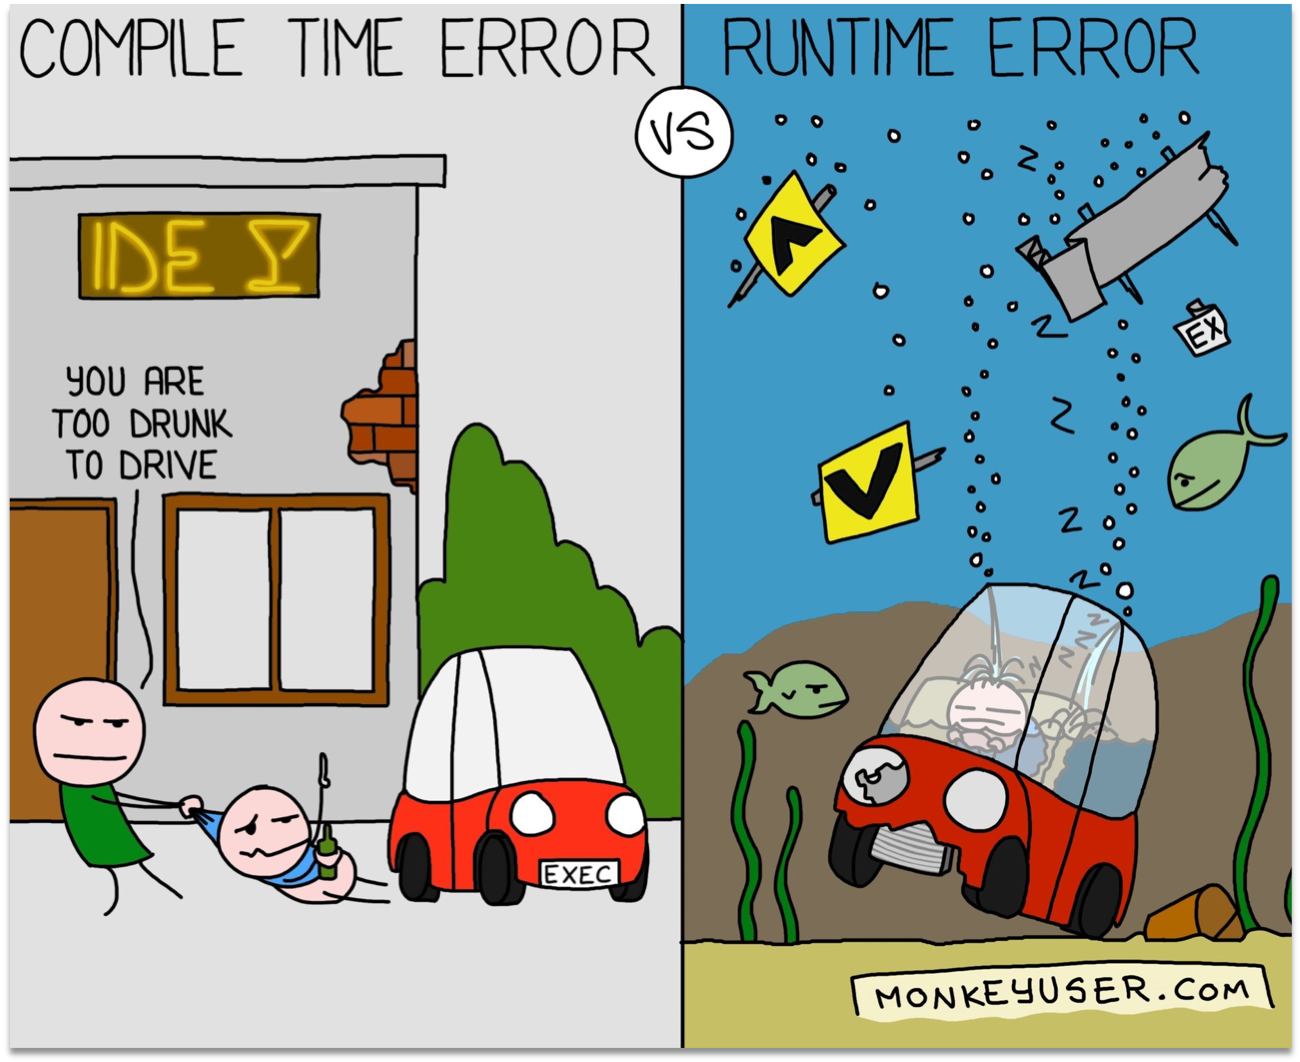 COMPILE TIME ERROR
VS
RUNTIME ERROR
IDE
YOU ARE
TOO DRUNK
TO DRIVE
EXEC
Z
Z
EX
Z
Z
Z
Z
Z
Z
Z
Z
MONKEYUSER.COM